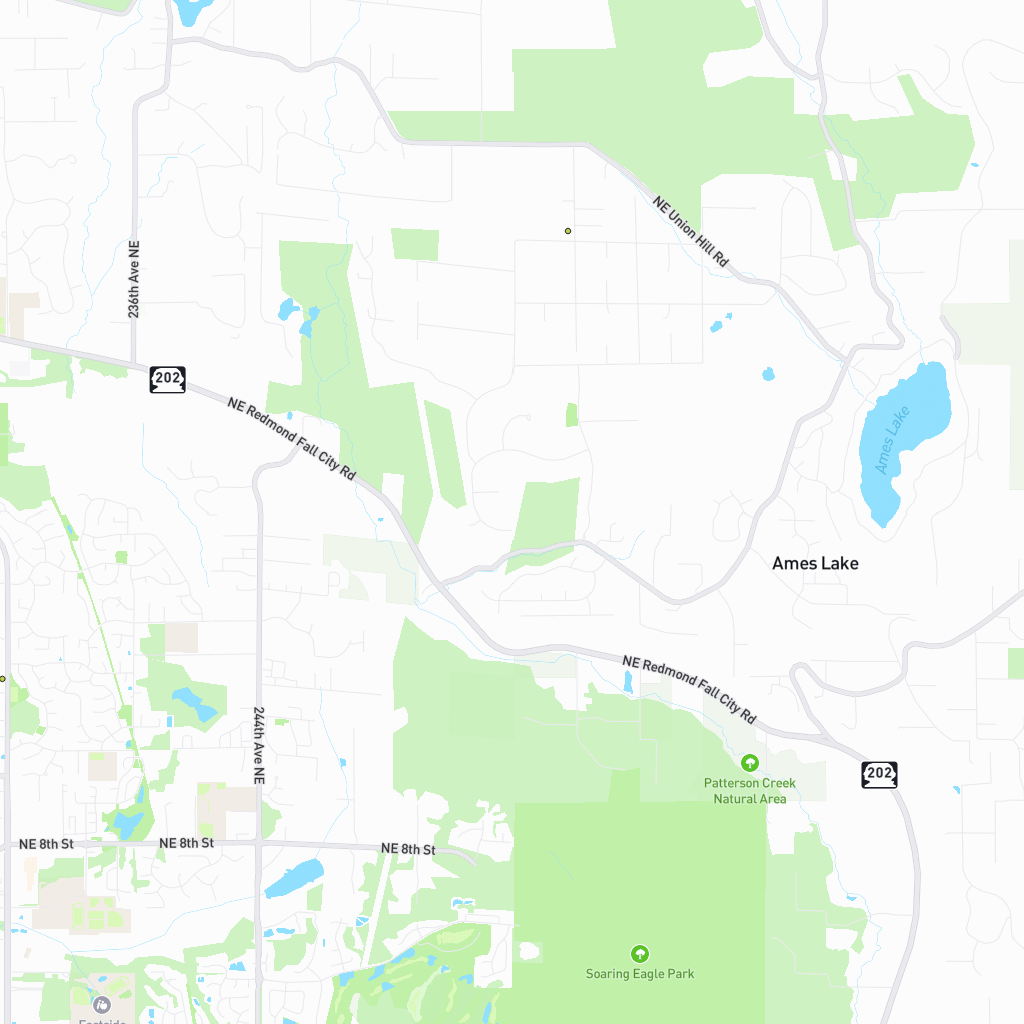 NE Union Hill Rd
236th Ave NE
202
NE Redmond Fall City Rd
Ames Lake
Ames Lake
NE Redmond Fall City Rd
244th Ave NE
202
Patterson Creek
Natural Area
NE 8th St
NE 8th St
NE 8th St
Soaring Eagle Park
Eastside